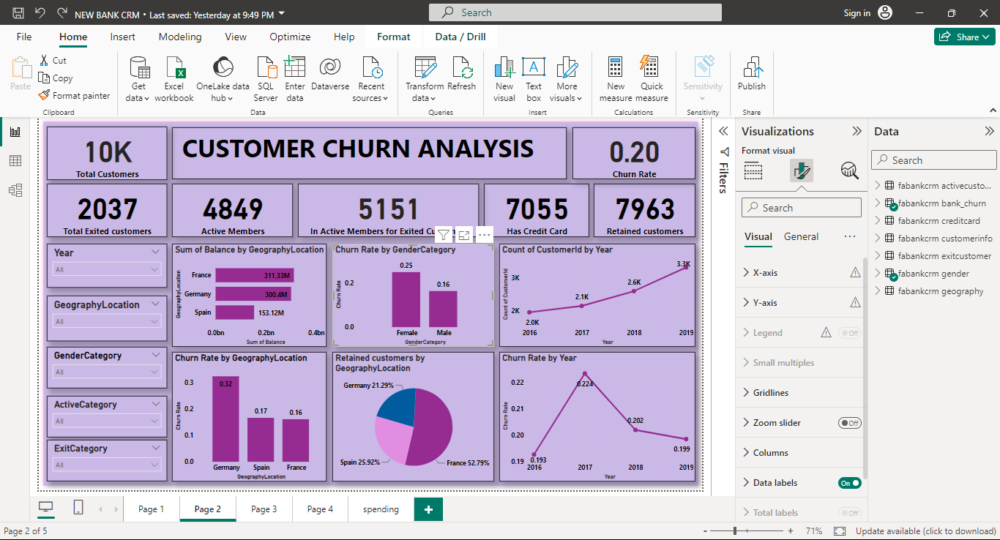 NEW BANK CRM • Last saved: Yesterday at 9:49 PM
Search
Sign in
File
Home
Insert
Modeling
View
Optimize
Help
Format
Data / Drill
Share
Paste
Cut
Copy
Format painter
Clipboard
Get data
Excel workbook
OneLake data hub
SQL Server
Enter data
Dataverse
Recent sources
Data
Transform data
Refresh
Queries
New visual
Text box
More visuals
Insert
New measure
Quick measure
Calculations
Sensitivity
Sensitivity
Publish
Share
10K
Total Customers
CUSTOMER CHURN ANALYSIS
0.20
Churn Rate
2037
Total Exited customers
4849
Active Members
5151
In Active Members for Exited Cu
7055
Has Credit Card
7963
Retained customers
Year
All
GeographyLocation
All
GenderCategory
All
ActiveCategory
All
ExitCategory
All
Sum of Balance by GeographyLocation
GeographyLocation
France
311.33M
Germany
300.4M
Spain
153.12M
0.0bn 0.2bn 0.4bn
Sum of Balance
Churn Rate by GenderCategory
Churn Rate
0.2
0.0
0.25
0.16
Female Male
GenderCategory
Count of CustomerId by Year
Count of CustomerId
3K
2K
2.0K
2.1K
2.6K
3.3K
2016 2017 2018 2019
Year
Churn Rate by GeographyLocation
Churn Rate
0.3
0.2
0.1
0.0
0.32
0.17
0.16
Germany Spain France
GeographyLocation
Retained customers by
GeographyLocation
Germany 21.29%
Spain 25.92%
France 52.79%
Churn Rate by Year
Churn Rate
0.22
0.21
0.20
0.19
0.193
0.224
0.202
0.199
2016 2017 2018 2019
Year
Filters
Visualizations
Format visual
Search
Visual
General
X-axis
Y-axis
Legend
Off
Small multiples
Gridlines
Zoom slider
Off
Columns
Data labels
On
Total labels
Off
Data
Search
fabankcrm activecusto...
fabankcrm bank_churn
fabankcrm creditcard
fabankcrm customerinfo
fabankcrm exitcustomer
fabankcrm gender
fabankcrm geography
Page 1
Page 2
Page 3
Page 4
spending
Page 2 of 5
- + 71%
Update available (click to download)